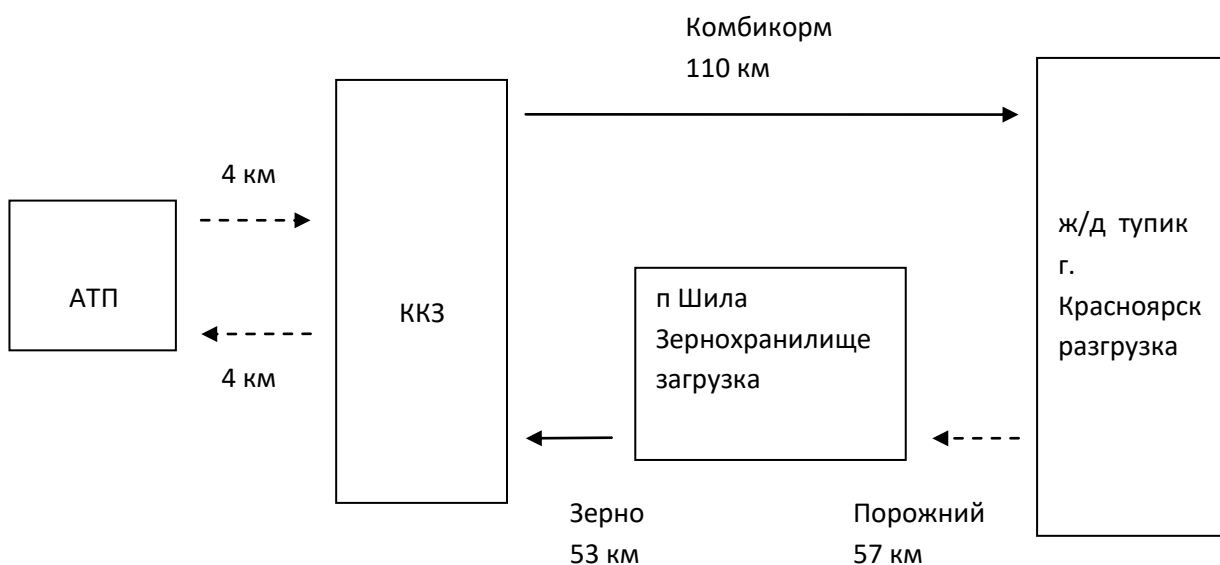 Комбикорм
110 км
4 км
АТП
4 км
ККЗ
п Шила
Зернохранилище
загрузка
ж/д тупик
г.
Красноярск
разгрузка
Зерно
53 км
Порожний
57 км